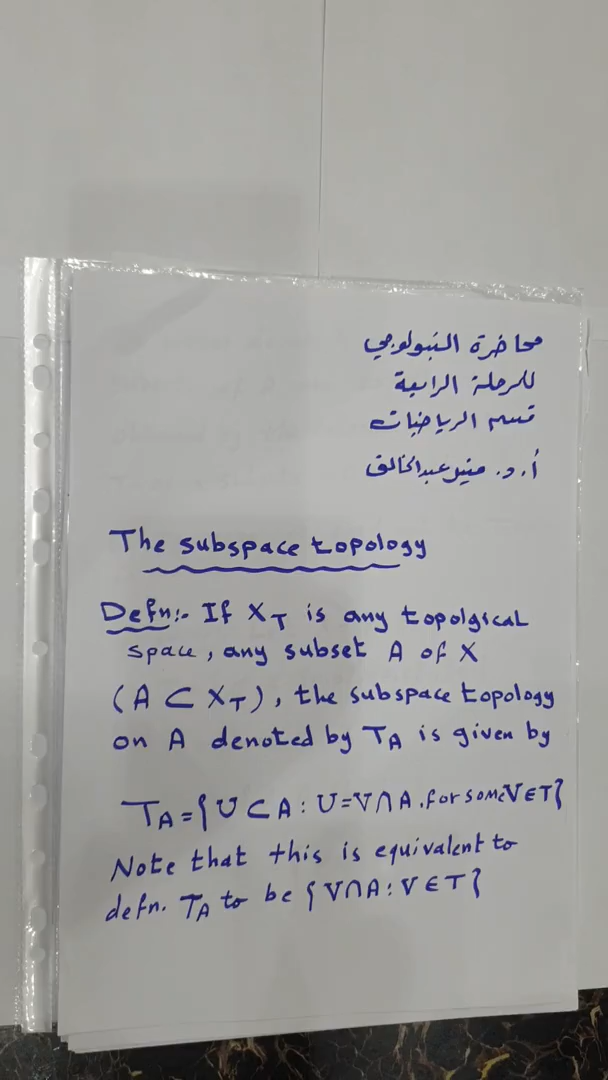 محاضرة التبولوجي
للمرحلة الرابعة
قسم الرياضيات
أ.د. عبدالخالق
The subspace topology
Defn:- If X_T is any topolgical
space, any subset A of X
(A ⊂ X_T), the subspace topology
on A denoted by T_A is given by
T_A = { U ⊂ A : U = V ∩ A, for some V ∈ T }
Note that this is equivalent to
defn. T_A to be { V ∩ A : V ∈ T }